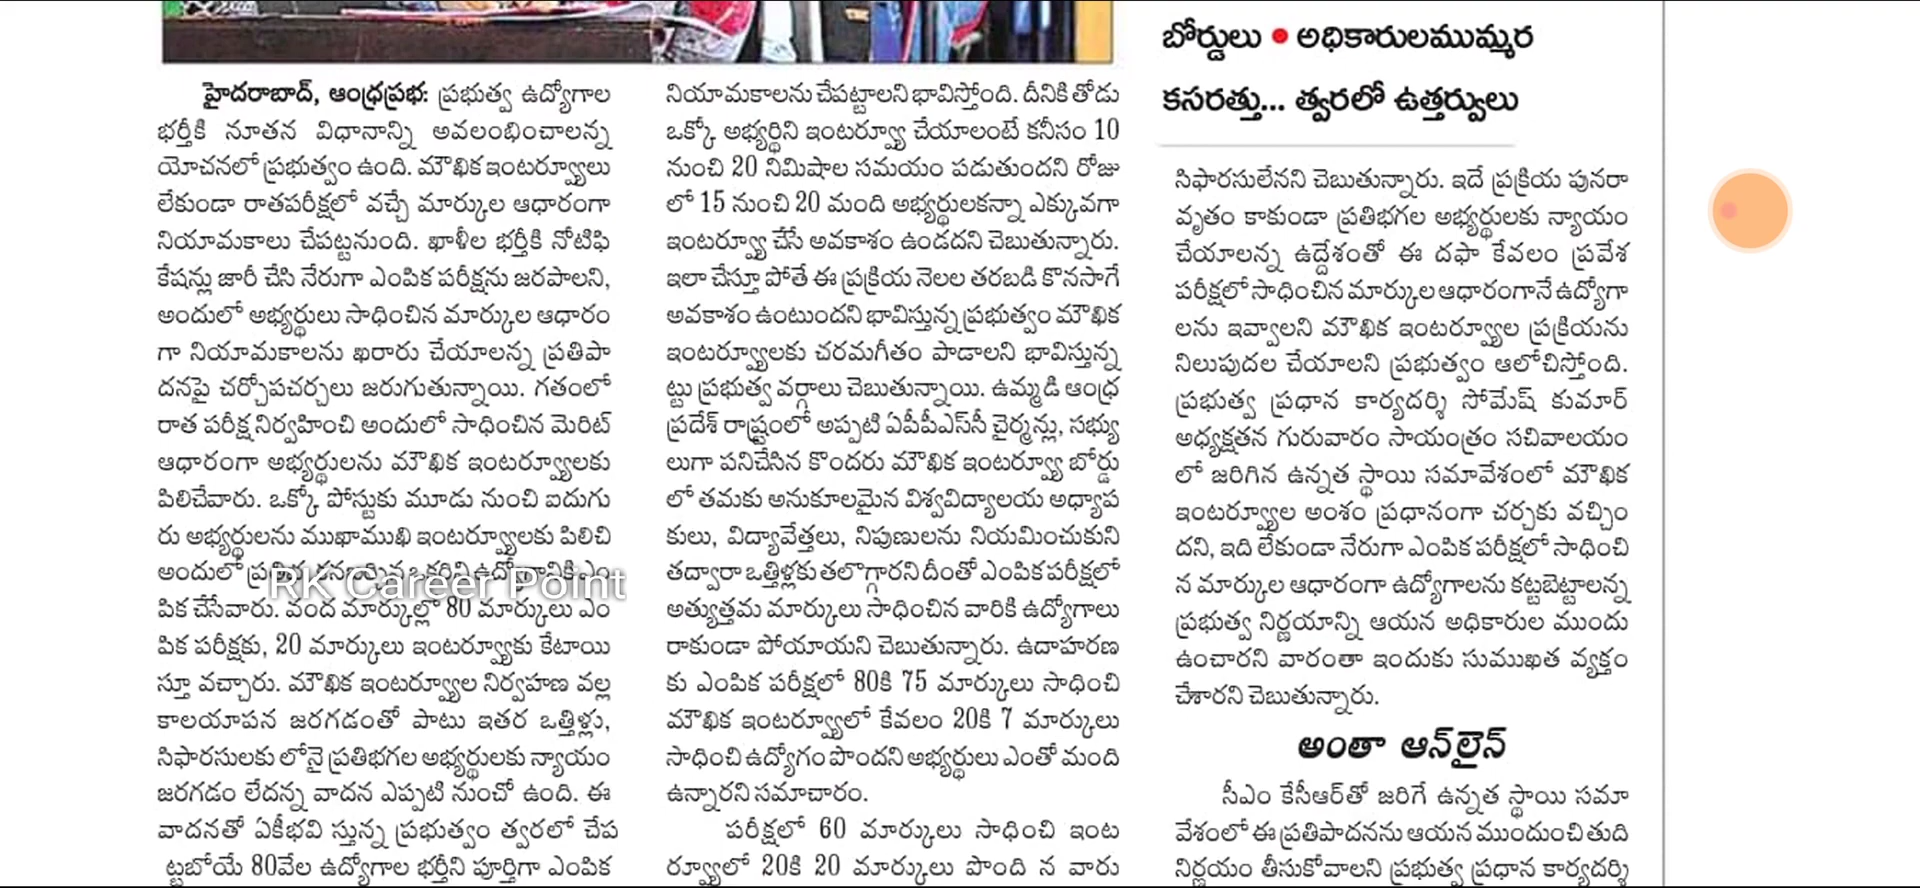 హైదరాబాద్, ఆంధ్రప్రభ: ప్రభుత్వ ఉద్యోగాల
భర్తీకి నూతన విధానాన్ని అవలంభించాలన్న
యోచనలో ప్రభుత్వం ఉంది. మౌఖిక ఇంటర్వ్యూలు
లేకుండా రాతపరీక్షలో వచ్చే మార్కుల ఆధారంగా
నియామకాలు చేపట్టనుంది. ఖాళీల భర్తీకి నోటిఫి
కేషన్లు జారీ చేసి నేరుగా ఎంపిక పరీక్షను జరపాలని,
అందులో అభ్యర్థులు సాధించిన మార్కుల ఆధారం
గా నియామకాలను ఖరారు చేయాలన్న ప్రతిపా
దనపై చర్చోపచర్చలు జరుగుతున్నాయి. గతంలో
రాత పరీక్ష నిర్వహించి అందులో సాధించిన మెరిట్
ఆధారంగా అభ్యర్థులను మౌఖిక ఇంటర్వ్యూలకు
పిలిచేవారు. ఒక్కో పోస్టుకు మూడు నుంచి ఐదుగు
రు అభ్యర్థులను ముఖాముఖి ఇంటర్వ్యూలకు పిలిచి
అందులో ఎం
RK Career Point
పిక చేసేవారు. వంద మార్కుల్లో 80 మార్కులు ఎం
పిక పరీక్షకు, 20 మార్కులు ఇంటర్వ్యూకు కేటాయి
స్తూ వచ్చారు. మౌఖిక ఇంటర్వ్యూల నిర్వహణ వల్ల
కాలయాపన జరగడంతో పాటు ఇతర ఒత్తిళ్లు,
సిఫారసులకు లోనై ప్రతిభగల అభ్యర్థులకు న్యాయం
జరగడం లేదన్న వాదన ఎప్పటి నుంచో ఉంది. ఈ
వాదనతో ఏకీభవి స్తున్న ప్రభుత్వం త్వరలో చేప
ట్టబోయే 80వేల ఉద్యోగాల భర్తీని పూర్తిగా ఎంపిక
నియామకాలను చేపట్టాలని భావిస్తోంది. దీనికి తోడు
ఒక్కో అభ్యర్థిని ఇంటర్వ్యూ చేయాలంటే కనీసం 10
నుంచి 20 నిమిషాల సమయం పడుతుందని రోజు
లో 15 నుంచి 20 మంది అభ్యర్థులకన్నా ఎక్కువగా
ఇంటర్వ్యూ చేసే అవకాశం ఉండదని చెబుతున్నారు.
ఇలా చేస్తూ పోతే ఈ ప్రక్రియ నెలల తరబడి కొనసాగే
అవకాశం ఉంటుందని భావిస్తున్న ప్రభుత్వం మౌఖిక
ఇంటర్వ్యూలకు చరమగీతం పాడాలని భావిస్తున్న
ట్టు ప్రభుత్వ వర్గాలు చెబుతున్నాయి. ఉమ్మడి ఆంధ్ర
ప్రదేశ్ రాష్ట్రంలో అప్పటి ఏపీపీఎస్‌సీ చైర్మన్లు, సభ్యు
లుగా పనిచేసిన కొందరు మౌఖిక ఇంటర్వ్యూ బోర్డు
లో తమకు అనుకూలమైన విశ్వవిద్యాలయ అధ్యాప
కులు, విద్యావేత్తలు, నిపుణులను నియమించుకుని
తద్వారా ఒత్తిళ్లకు తలొగ్గారని దీంతో ఎంపిక పరీక్షలో
అత్యుత్తమ మార్కులు సాధించిన వారికి ఉద్యోగాలు
రాకుండా పోయాయని చెబుతున్నారు. ఉదాహరణ
కు ఎంపిక పరీక్షలో 80కి 75 మార్కులు సాధించి
మౌఖిక ఇంటర్వ్యూలో కేవలం 20కి 7 మార్కులు
సాధించి ఉద్యోగం పొందని అభ్యర్థులు ఎంతో మంది
ఉన్నారని సమాచారం.
పరీక్షలో 60 మార్కులు సాధించి ఇంట
ర్వ్యూలో 20కి 20 మార్కులు పొంది న వారు
బోర్డులు • అధికారులముమ్మర
కసరత్తు... త్వరలో ఉత్తర్వులు
సిఫారసులేనని చెబుతున్నారు. ఇదే ప్రక్రియ పునరా
వృతం కాకుండా ప్రతిభగల అభ్యర్థులకు న్యాయం
చేయాలన్న ఉద్దేశంతో ఈ దఫా కేవలం ప్రవేశ
పరీక్షలో సాధించిన మార్కుల ఆధారంగానే ఉద్యోగా
లను ఇవ్వాలని మౌఖిక ఇంటర్వ్యూల ప్రక్రియను
నిలుపుదల చేయాలని ప్రభుత్వం ఆలోచిస్తోంది.
ప్రభుత్వ ప్రధాన కార్యదర్శి సోమేష్ కుమార్
అధ్యక్షతన గురువారం సాయంత్రం సచివాలయం
లో జరిగిన ఉన్నత స్థాయి సమావేశంలో మౌఖిక
ఇంటర్వ్యూల అంశం ప్రధానంగా చర్చకు వచ్చిం
దని, ఇది లేకుండా నేరుగా ఎంపిక పరీక్షలో సాధించి
న మార్కుల ఆధారంగా ఉద్యోగాలను కట్టబెట్టాలన్న
ప్రభుత్వ నిర్ణయాన్ని ఆయన అధికారుల ముందు
ఉంచారని వారంతా ఇందుకు సుముఖత వ్యక్తం
చేశారని చెబుతున్నారు.
అంతా ఆన్‌లైన్
సీఎం కేసీఆర్‌తో జరిగే ఉన్నత స్థాయి సమా
వేశంలో ఈ ప్రతిపాదనను ఆయన ముందుంచి తుది
నిర్ణయం తీసుకోవాలని ప్రభుత్వ ప్రధాన కార్యదర్శి